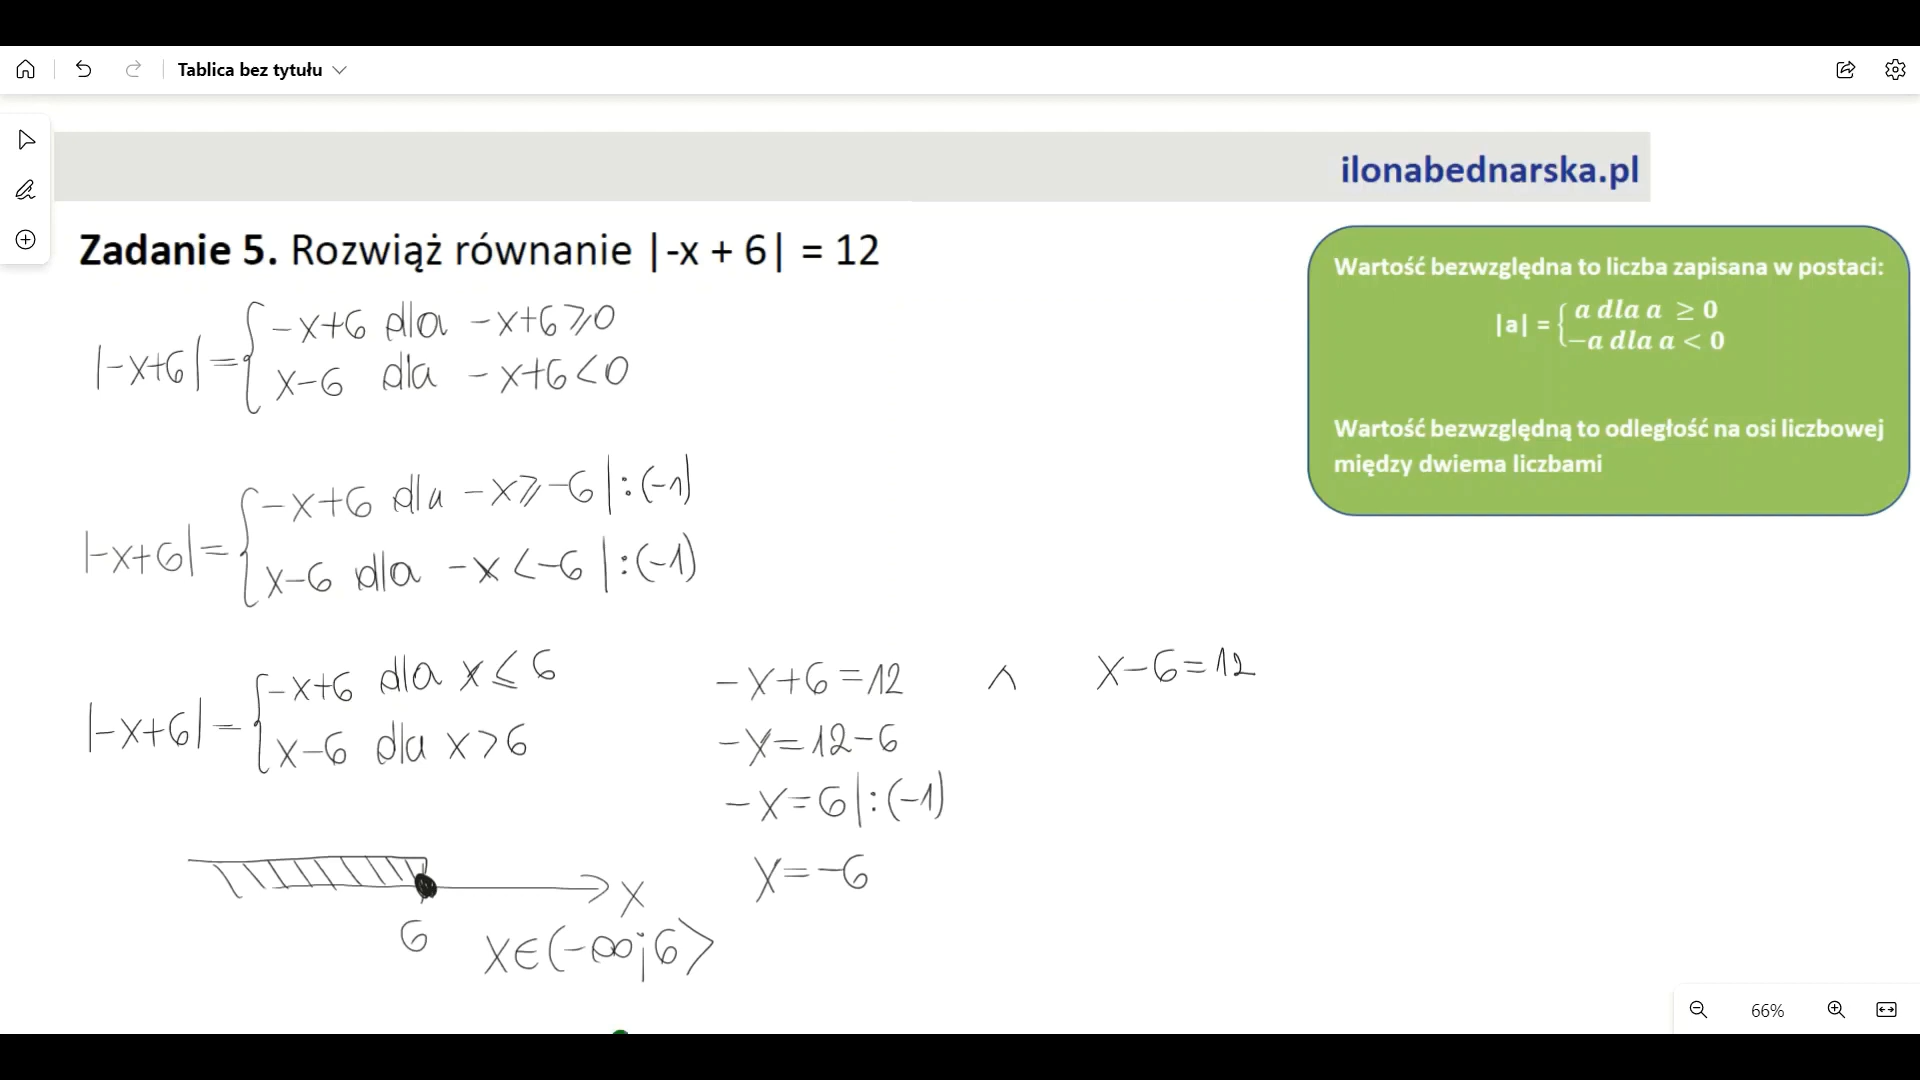 Tablica bez tytułu
ilonabednarska.pl
Zadanie 5. Rozwiąż równanie |-x + 6| = 12
|-x+6| = { -x+6 dla -x+6⩾0
x-6 dla -x+6<0
|-x+6| = { -x+6 dla -x⩾-6 |:(-1)
x-6 dla -x<-6 |:(-1)
|-x+6| = { -x+6 dla x≤6
x-6 dla x>6
6
x
x∈(-∞;6>
-x+6=12 ∧ x-6=12
-x=12-6
-x=6|:(-1)
x=-6
Wartość bezwzględna to liczba zapisana w postaci:
|a| = { a dla a ≥ 0
-a dla a < 0
Wartość bezwzględną to odległość na osi liczbowej
między dwiema liczbami
66%